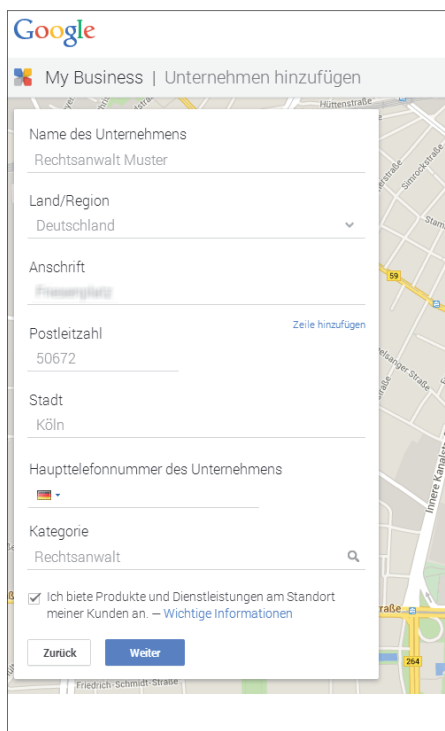 Google
My Business | Unternehmen hinzufügen
Hüttenstraße
Name des Unternehmens
Rechtsanwalt Muster
Simrockstraße
Land/Region
Deutschland
Anschrift
59
Zeile hinzufügen
Postleitzahl
50672
Stadt
Köln
Haupttelefonnummer des Unternehmens
Kategorie
Rechtsanwalt
Ich biete Produkte und Dienstleistungen am Standort
meiner Kunden an. – Wichtige Informationen
Zurück Weiter
264
Friedrich-Schmidt-Straße